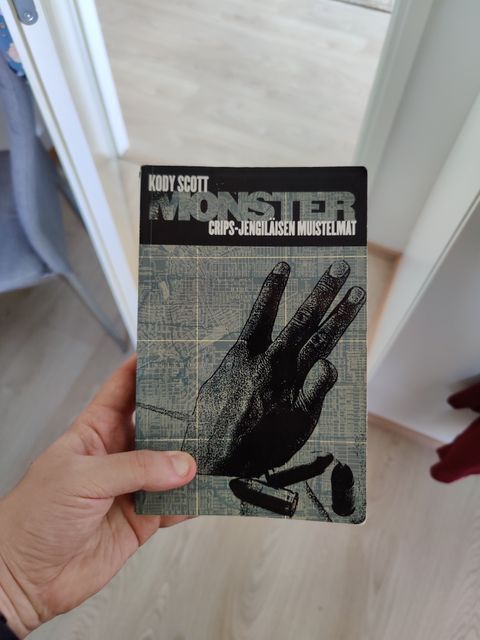 KODY SCOTT
MONSTER
CRIPS-JENGILÄISEN MUISTELMAT